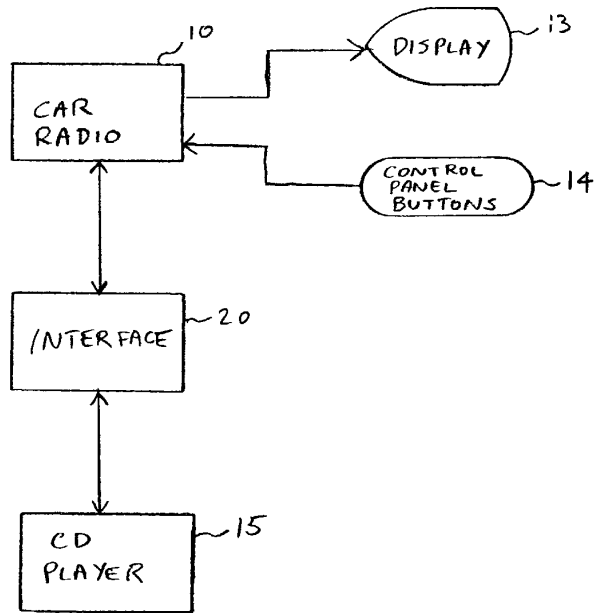 10
CAR
RADIO
DISPLAY
13
CONTROL
PANEL
BUTTONS
14
INTERFACE
20
CD
PLAYER
15